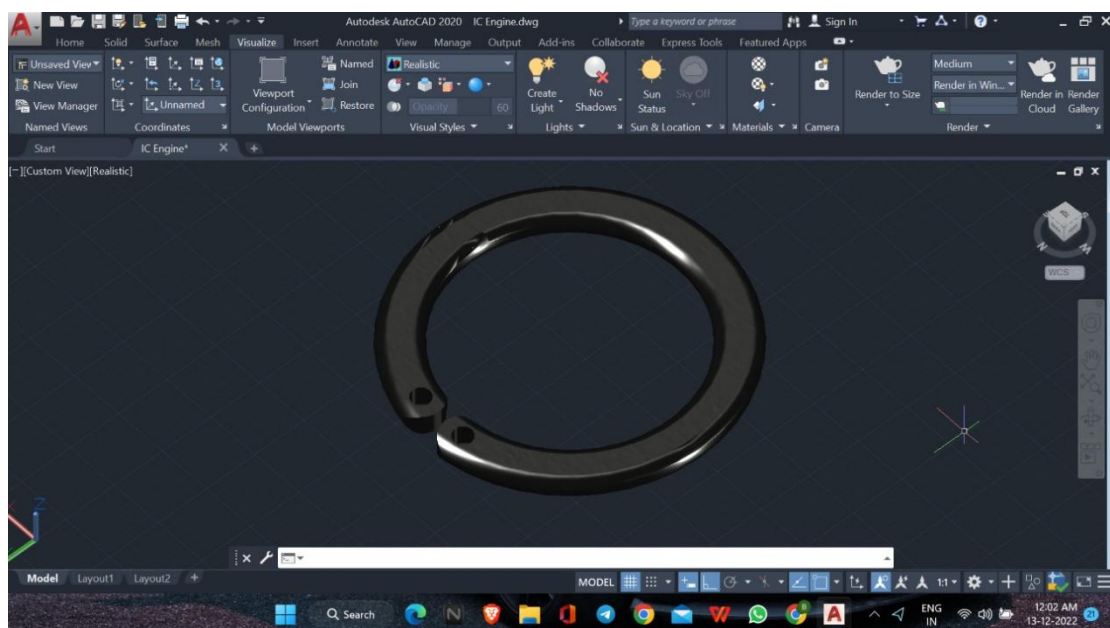 Autodesk AutoCAD 2020 IC Engine.dwg Type a keyword or phrase Sign In
Home Solid Surface Mesh Visualize Insert Annotate View Manage Output Add-ins Collaborate Express Tools Featured Apps
Unsaved View Named Realistic Medium
New View Join Render in Win...
View Manager Unnamed Restore Opacity 60
Viewport Configuration Create Light No Shadows Sun Status Sky Off Render to Size Render in Cloud Render Gallery
Named Views Coordinates Model Viewports Visual Styles Lights Sun & Location Materials Camera Render
Start IC Engine* X +
[−][Custom View][Realistic]
N
WCS
Z
Model Layout1 Layout2 + MODEL 1:1
Search ENG 12:02 AM
IN 13-12-2022 21